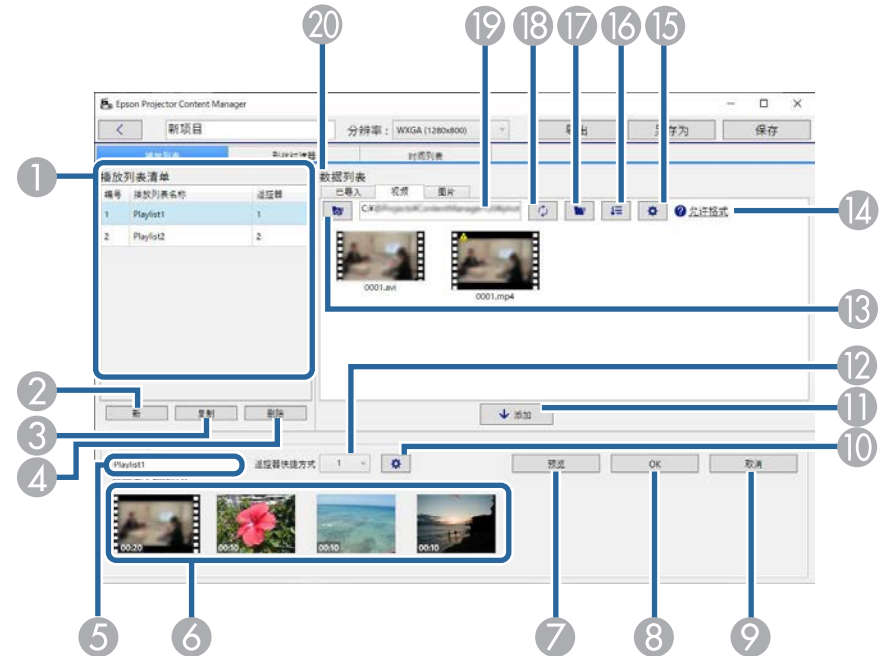 20 19 18 17 16 15
Epson Projector Content Manager
新项目 分辨率： WXGA (1280x800) 另存为 保存
播放列表 时间列表
1 播放列表清单 数据列表
编号 播放列表名称 遥控器 已导入 视频 图片
1 Playlist1 1 C:¥ 允许格式 14
2 Playlist2 2
0001.avi 0001.mp4
13
2 12
新 复制 删除 添加 11
3
4 10
Playlist1 遥控器快捷方式 1 预览 OK 取消
00:20 00:10 00:10 00:10
5 6 7 8 9